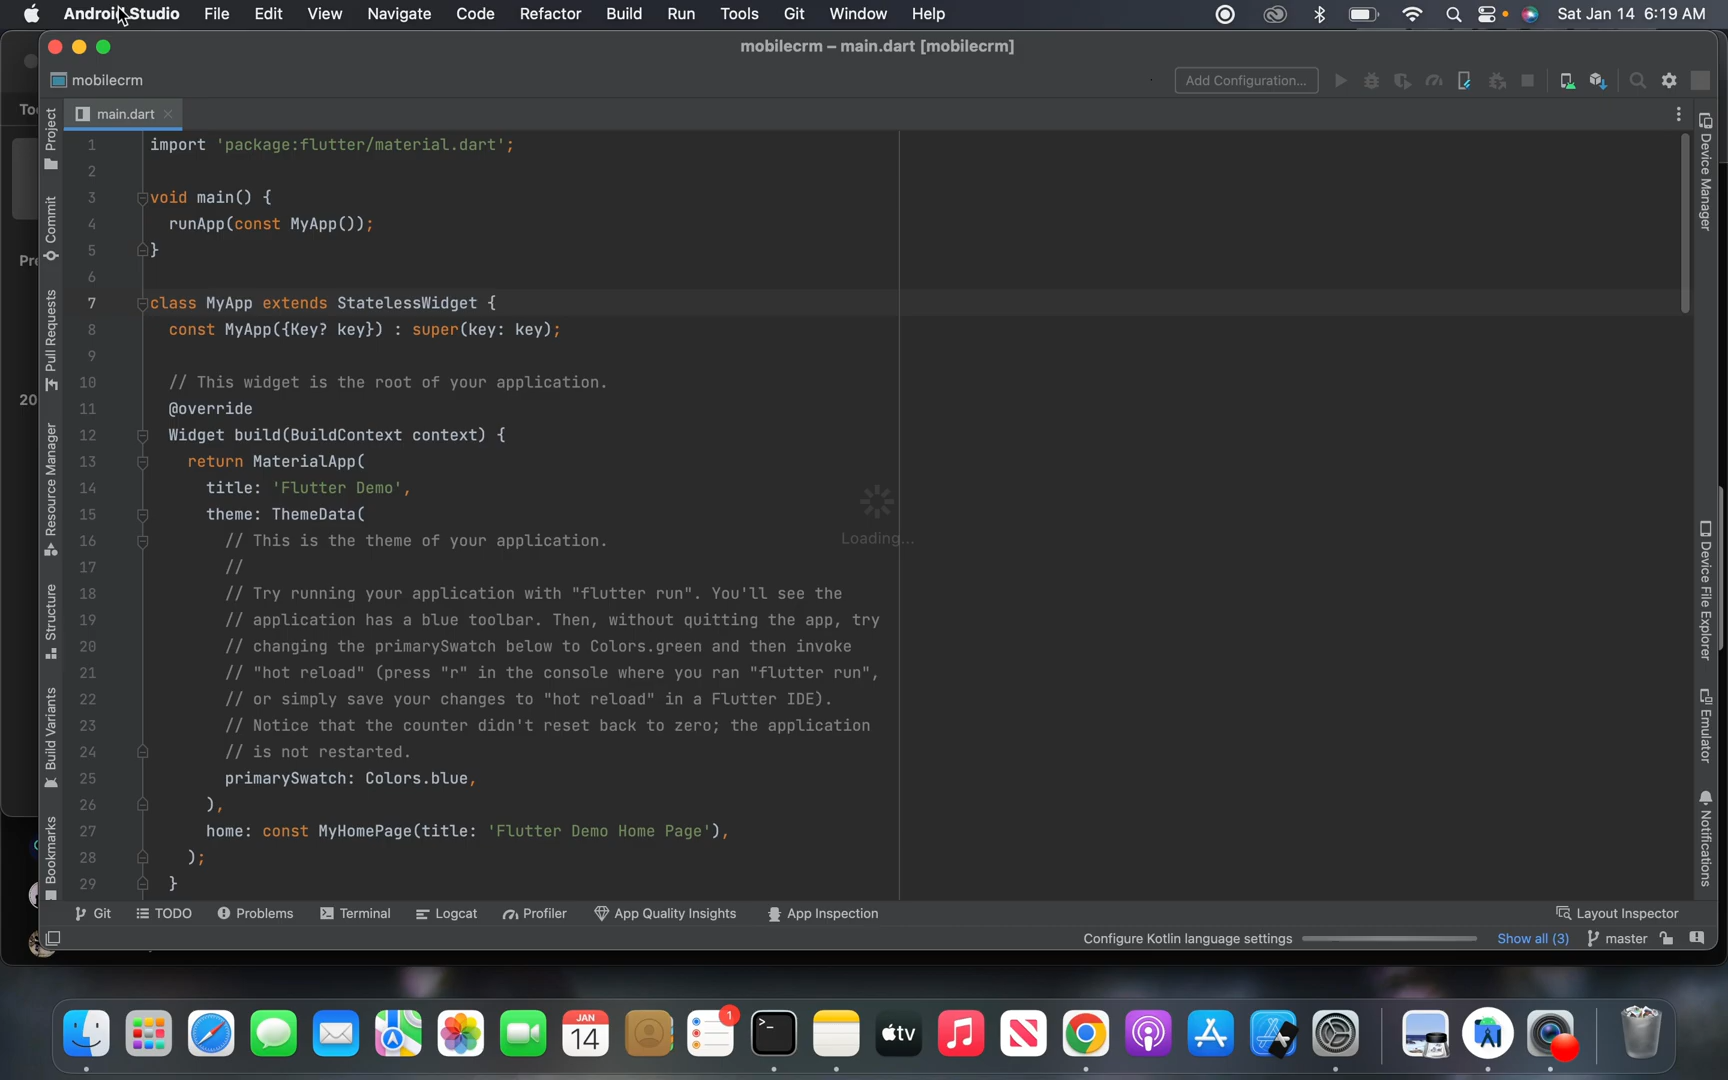 Android Studio File Edit View Navigate Code Refactor Build Run Tools Git Window Help Sat Jan 14 6:19 AM
mobilecrm – main.dart [mobilecrm]
mobilecrm Add Configuration...
main.dart
1 import 'package:flutter/material.dart';
2
3 void main() {
4 runApp(const MyApp());
5 }
6
7 class MyApp extends StatelessWidget {
8 const MyApp({Key? key}) : super(key: key);
9
10 // This widget is the root of your application.
11 @override
12 Widget build(BuildContext context) {
13 return MaterialApp(
14 title: 'Flutter Demo',
15 theme: ThemeData(
16 // This is the theme of your application.
17 //
18 // Try running your application with "flutter run". You'll see the
19 // application has a blue toolbar. Then, without quitting the app, try
20 // changing the primarySwatch below to Colors.green and then invoke
21 // "hot reload" (press "r" in the console where you ran "flutter run",
22 // or simply save your changes to "hot reload" in a Flutter IDE).
23 // Notice that the counter didn't reset back to zero; the application
24 // is not restarted.
25 primarySwatch: Colors.blue,
26 ),
27 home: const MyHomePage(title: 'Flutter Demo Home Page'),
28 );
29 }
Loading...
Project
Commit
Pull Requests
Resource Manager
Structure
Build Variants
Bookmarks
Device Manager
Device File Explorer
Emulator
Notifications
Git TODO Problems Terminal Logcat Profiler App Quality Insights App Inspection Layout Inspector
Configure Kotlin language settings Show all (3) master
JAN
14
1
tv